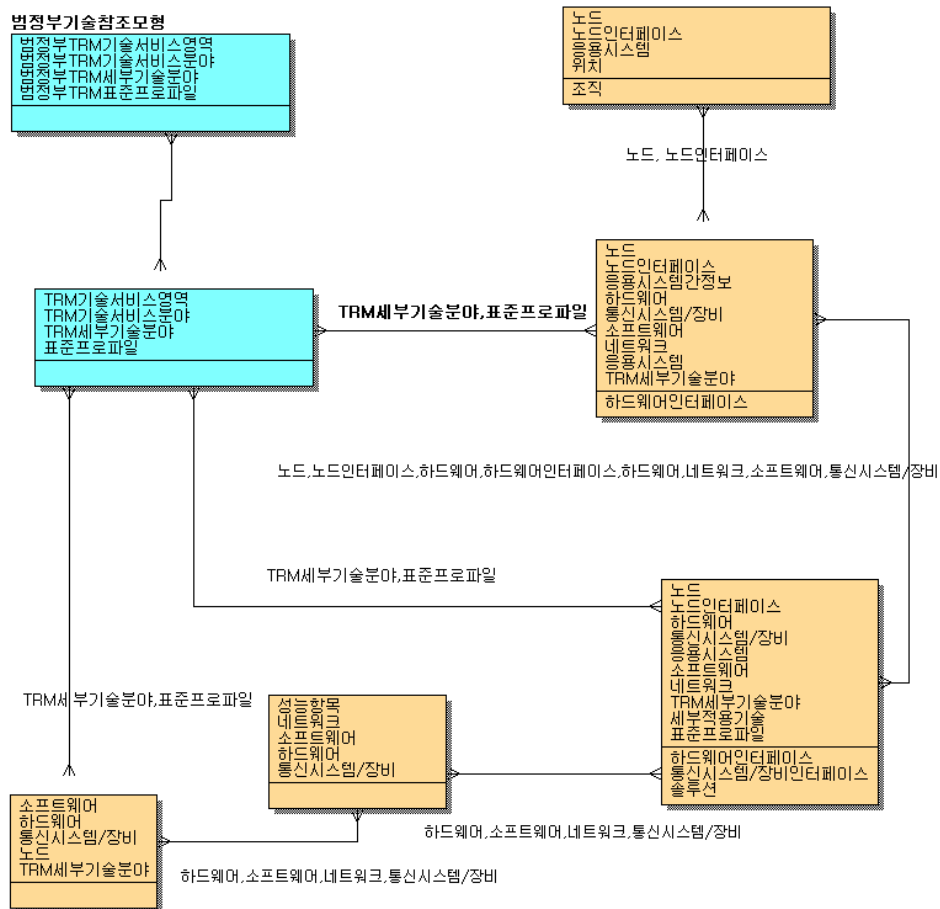 범정부기술참조모형
범정부TRM기술서비스영역
범정부TRM기술서비스분야
범정부TRM세부기술분야
범정부TRM표준프로파일
노드
노드인터페이스
응용시스템
위치
조직
노드, 노드인터페이스
TRM기술서비스영역
TRM기술서비스분야
TRM세부기술분야
표준프로파일
TRM세부기술분야,표준프로파일
노드
노드인터페이스
응용시스템간정보
하드웨어
통신시스템/장비
소프트웨어
네트워크
응용시스템
TRM세부기술분야
하드웨어인터페이스
노드,노드인터페이스,하드웨어,하드웨어인터페이스,하드웨어,네트워크,소프트웨어,통신시스템/장비
TRM세부기술분야,표준프로파일
노드
노드인터페이스
하드웨어
통신시스템/장비
응용시스템
소프트웨어
네트워크
TRM세부기술분야
세부적용기술
표준프로파일
하드웨어인터페이스
통신시스템/장비인터페이스
솔루션
TRM세부기술분야,표준프로파일
성능항목
네트워크
소프트웨어
하드웨어
통신시스템/장비
하드웨어,소프트웨어,네트워크,통신시스템/장비
소프트웨어
하드웨어
통신시스템/장비
노드
TRM세부기술분야
하드웨어,소프트웨어,네트워크,통신시스템/장비